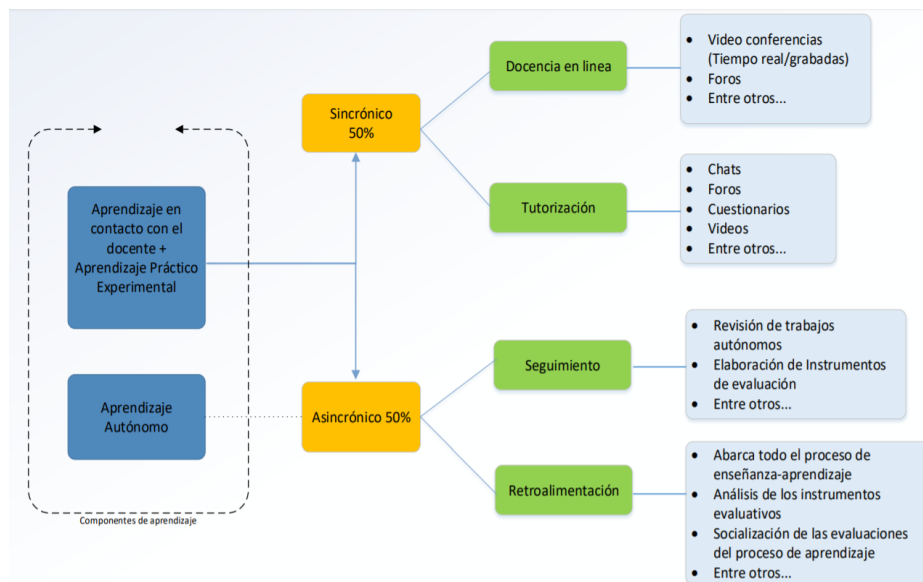 Aprendizaje en
contacto con el
docente +
Aprendizaje Práctico
Experimental
Aprendizaje
Autónomo
Componentes de aprendizaje
Sincrónico
50%
Asincrónico 50%
Docencia en linea
Tutorización
Seguimiento
Retroalimentación
• Video conferencias
(Tiempo real/grabadas)
• Foros
• Entre otros...
• Chats
• Foros
• Cuestionarios
• Videos
• Entre otros...
• Revisión de trabajos
autónomos
• Elaboración de Instrumentos
de evaluación
• Entre otros...
• Abarca todo el proceso de
enseñanza-aprendizaje
• Análisis de los instrumentos
evaluativos
• Socialización de las evaluaciones
del proceso de aprendizaje
• Entre otros...